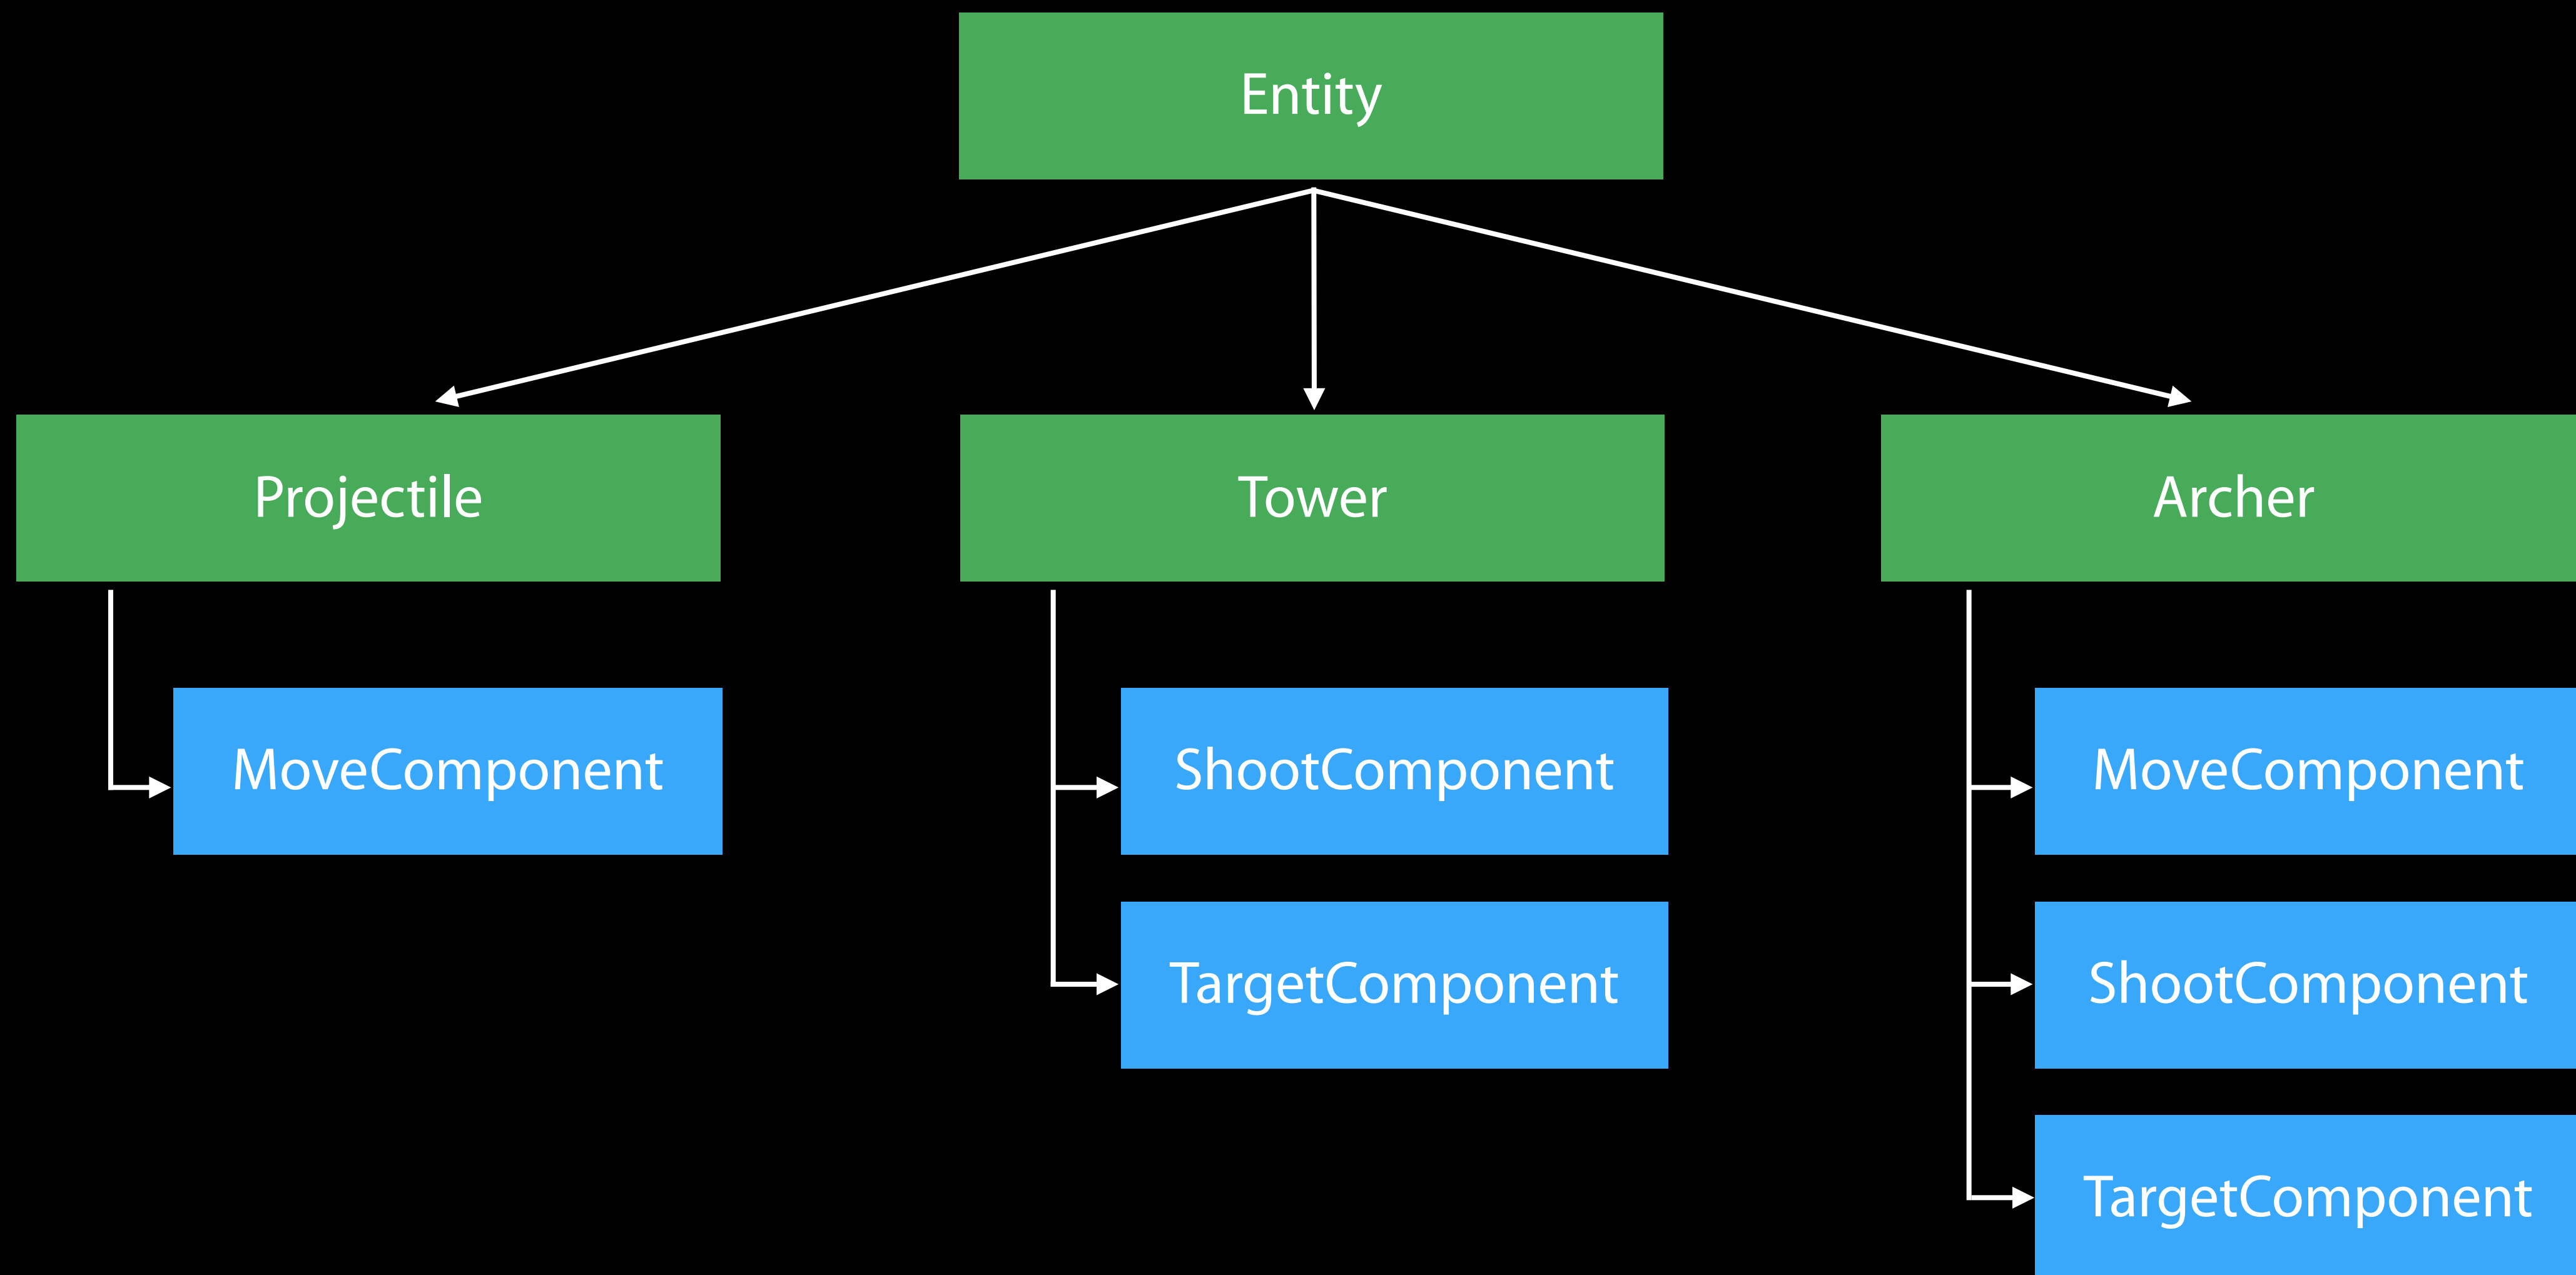 Entity
Projectile
Tower
Archer
MoveComponent
ShootComponent
MoveComponent
TargetComponent
ShootComponent
TargetComponent